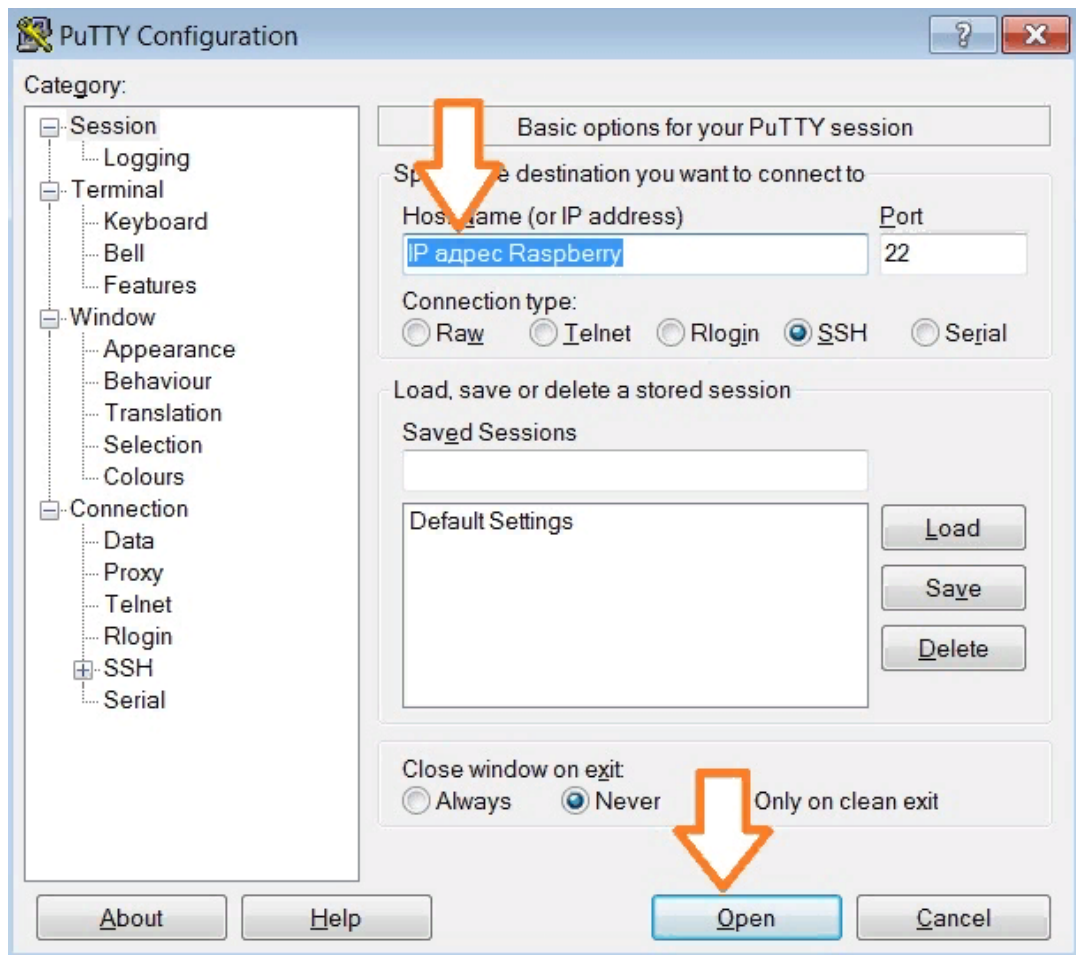 PuTTY Configuration
Category:
Session
Logging
Terminal
Keyboard
Bell
Features
Window
Appearance
Behaviour
Translation
Selection
Colours
Connection
Data
Proxy
Telnet
Rlogin
SSH
Serial
Basic options for your PuTTY session
destination you want to connect to
(or IP address)
Port
IP адрес Raspberry
22
Connection type:
Raw Telnet Rlogin SSH Serial
Load, save or delete a stored session
Saved Sessions
Default Settings
Load
Save
Delete
Close window on exit:
Always Never Only on clean exit
About Help Open Cancel